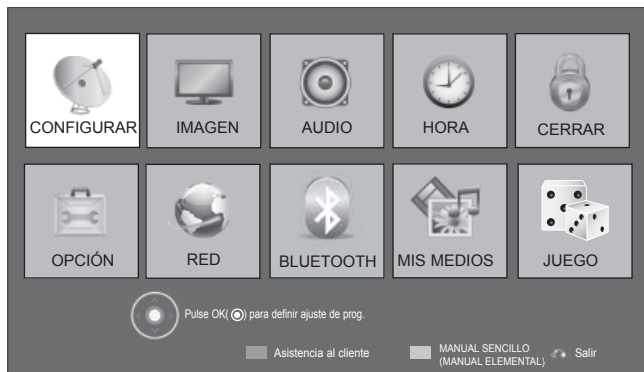 CONFIGURAR IMAGEN AUDIO HORA CERRAR
OPCIÓN RED BLUETOOTH MIS MEDIOS JUEGO
Pulse OK( ) para definir ajuste de prog.
Asistencia al cliente MANUAL SENCILLO
(MANUAL ELEMENTAL) Salir